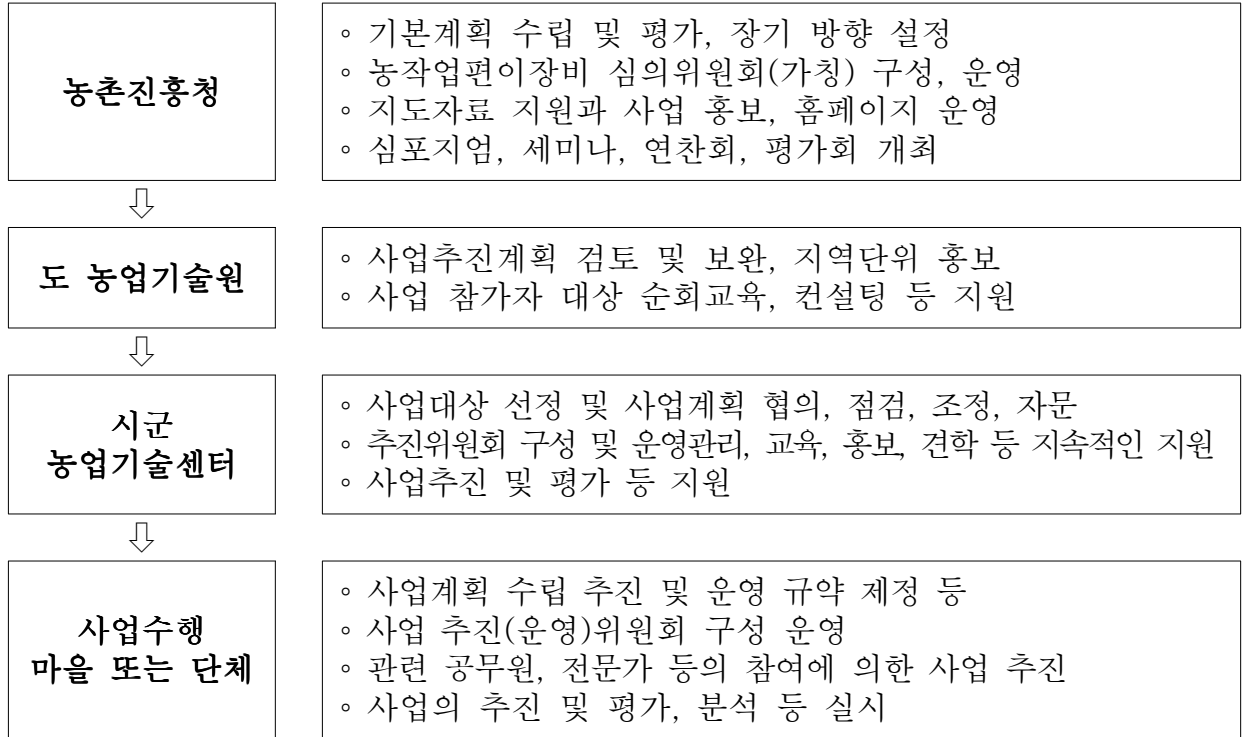 농촌진흥청
◦ 기본계획 수립 및 평가, 장기 방향 설정
◦ 농작업편이장비 심의위원회(가칭) 구성, 운영
◦ 지도자료 지원과 사업 홍보, 홈페이지 운영
◦ 심포지엄, 세미나, 연찬회, 평가회 개최
⇩
도 농업기술원
◦ 사업추진계획 검토 및 보완, 지역단위 홍보
◦ 사업 참가자 대상 순회교육, 컨설팅 등 지원
⇩
시군
농업기술센터
◦ 사업대상 선정 및 사업계획 협의, 점검, 조정, 자문
◦ 추진위원회 구성 및 운영관리, 교육, 홍보, 견학 등 지속적인 지원
◦ 사업추진 및 평가 등 지원
⇩
사업수행
마을 또는 단체
◦ 사업계획 수립 추진 및 운영 규약 제정 등
◦ 사업 추진(운영)위원회 구성 운영
◦ 관련 공무원, 전문가 등의 참여에 의한 사업 추진
◦ 사업의 추진 및 평가, 분석 등 실시